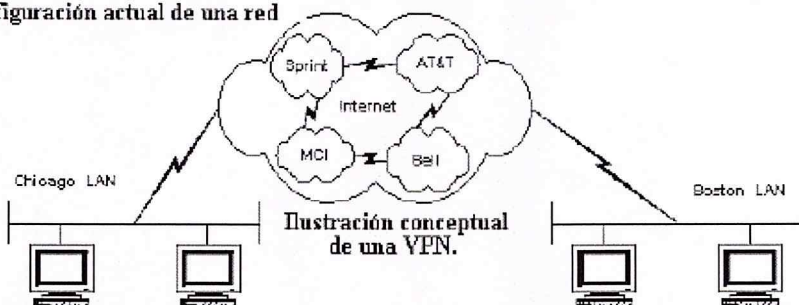 figuración actual de una red
Sprint
AT&T
Internet
MCI
Bell
Chicago LAN
Boston LAN
Ilustración conceptual
de una VPN.